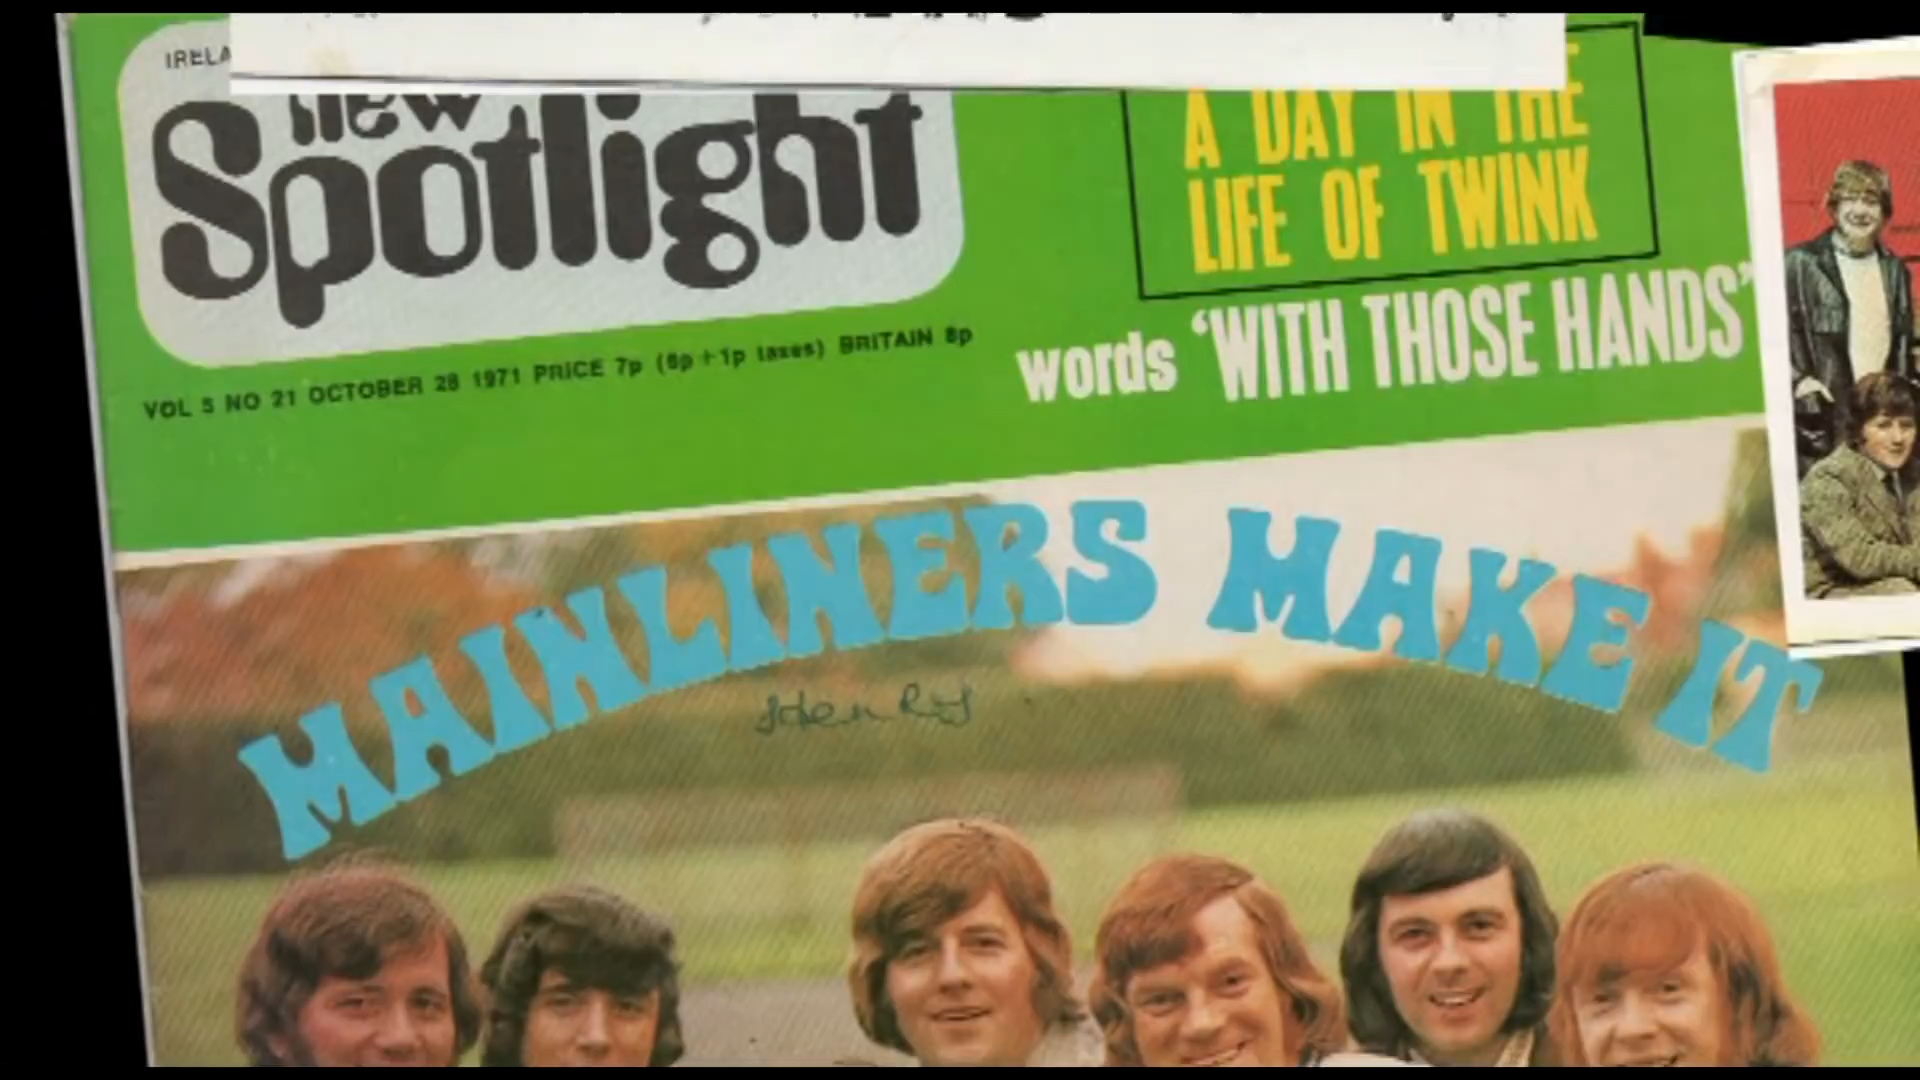 IRELA
new
Spotlight
VOL 5 NO 21 OCTOBER 28 1971 PRICE 7p (6p + 1p taxes) BRITAIN 8p
A DAY IN THE
LIFE OF TWINK
words 'WITH THOSE HANDS'
MAINLINERS MAKE IT
Henry